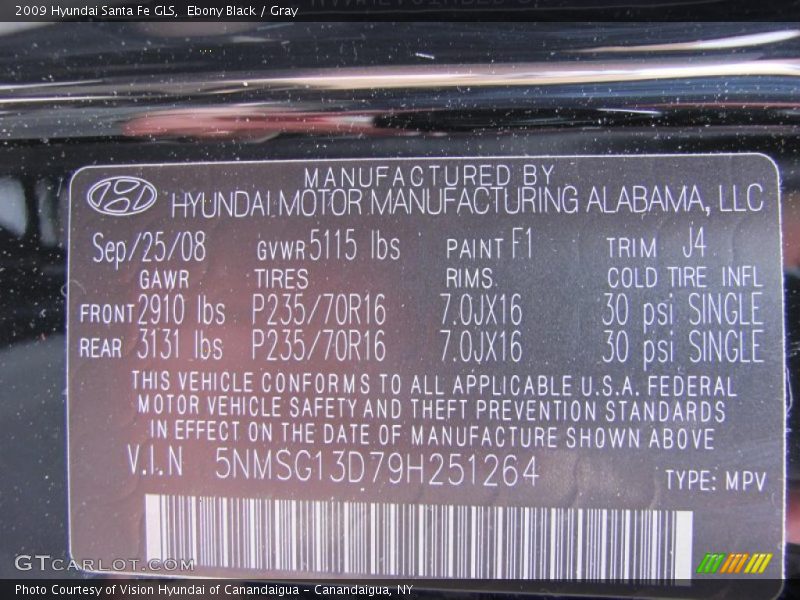 2009 Hyundai Santa Fe GLS, Ebony Black / Gray
MANUFACTURED BY
HYUNDAI MOTOR MANUFACTURING ALABAMA, LLC
Sep/25/08 GVWR 5115 lbs PAINT F1 TRIM J4
GAWR TIRES RIMS COLD TIRE INFL
FRONT 2910 lbs P235/70R16 7.0JX16 30 psi SINGLE
REAR 3131 lbs P235/70R16 7.0JX16 30 psi SINGLE
THIS VEHICLE CONFORMS TO ALL APPLICABLE U.S.A. FEDERAL
MOTOR VEHICLE SAFETY AND THEFT PREVENTION STANDARDS
IN EFFECT ON THE DATE OF MANUFACTURE SHOWN ABOVE
V.I.N 5NMSG13D79H251264 TYPE: MPV
GTCARLOT.COM
Photo Courtesy of Vision Hyundai of Canandaigua - Canandaigua, NY